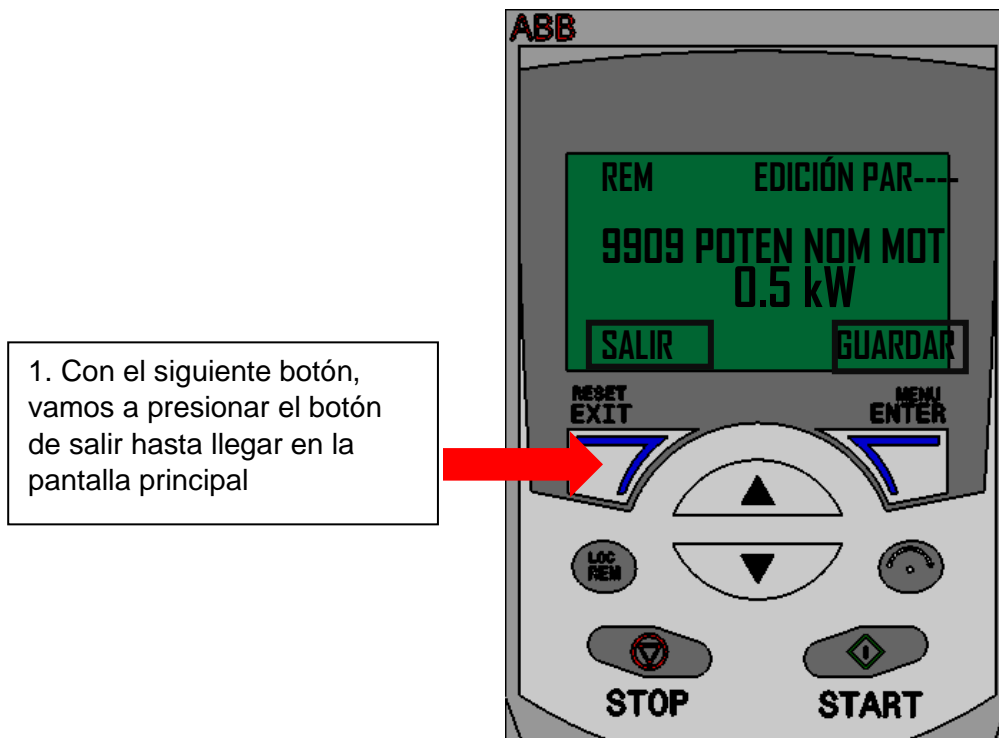 ABB
REM EDICIÓN PAR----
9909 POTEN NOM MOT
0.5 kW
SALIR GUARDAR
1. Con el siguiente botón,
vamos a presionar el botón
de salir hasta llegar en la
pantalla principal
RESET MENU
EXIT ENTER
LOC
REM
STOP START